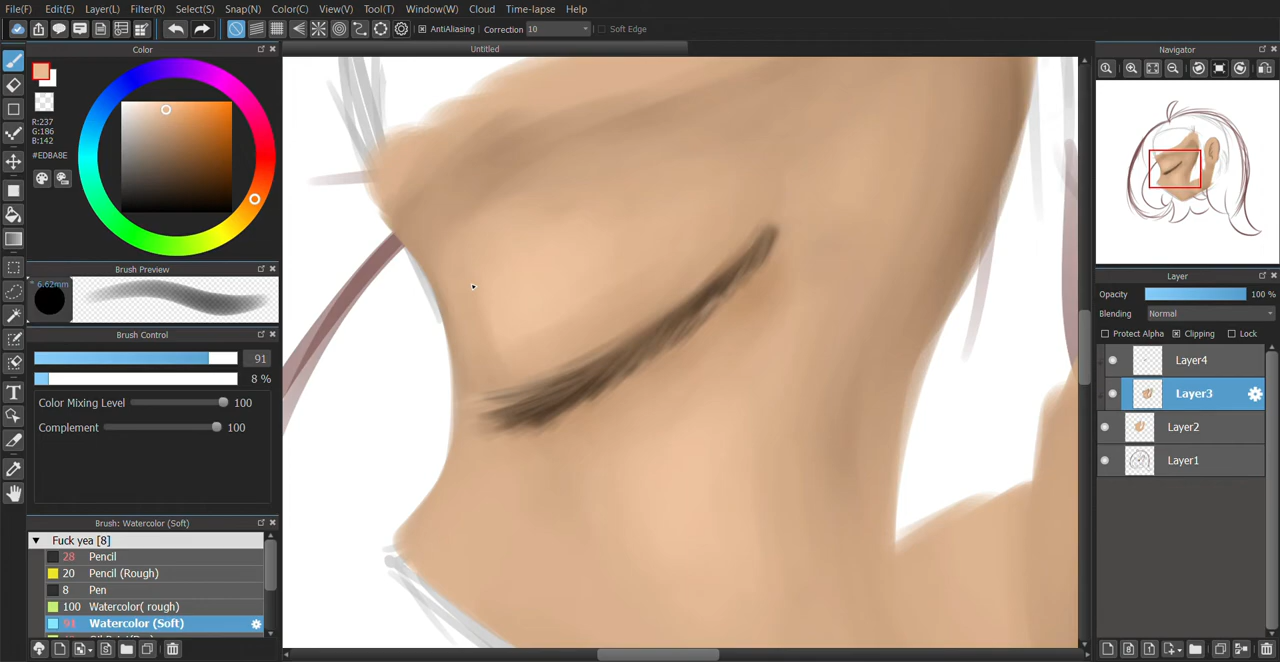 File(F) Edit(E) Layer(L) Filter(R) Select(S) Snap(N) Color(C) View(V) Tool(T) Window(W) Cloud Time-lapse Help
AntiAliasing Correction 10 Soft Edge
Untitled
Color
R:237
G:186
B:142
#EDBA8E
Brush Preview
6.62mm
Brush Control
91
8 %
Color Mixing Level 100
Complement 100
Brush: Watercolor (Soft)
Fuck yea [8]
28 Pencil
20 Pencil (Rough)
8 Pen
100 Watercolor( rough)
91 Watercolor (Soft)
Navigator
Layer
Opacity 100 %
Blending Normal
Protect Alpha Clipping Lock
Layer4
Layer3
Layer2
Layer1